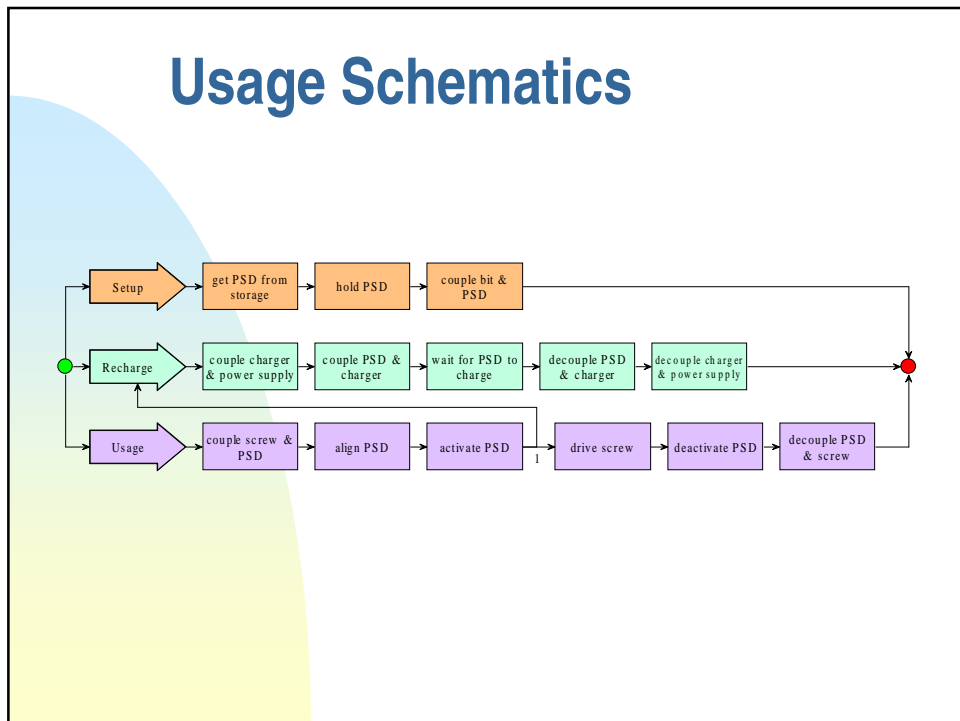 Usage Schematics
Setup
get PSD from
storage
hold PSD
couple bit &
PSD
Recharge
couple charger
& power supply
couple PSD &
charger
wait for PSD to
charge
decouple PSD
& charger
decouple charger
& power supply
Usage
couple screw &
PSD
align PSD
activate PSD
1
drive screw
deactivate PSD
decouple PSD
& screw